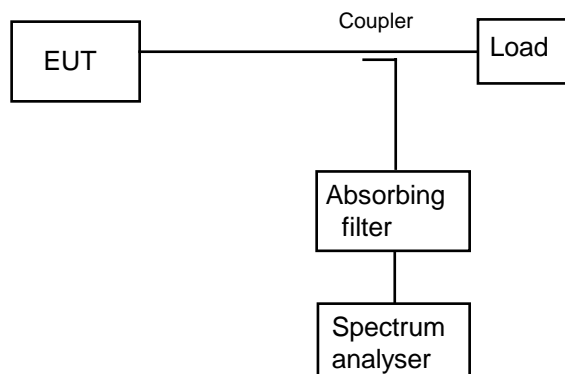 Coupler
EUT
Load
Absorbing
filter
Spectrum
analyser